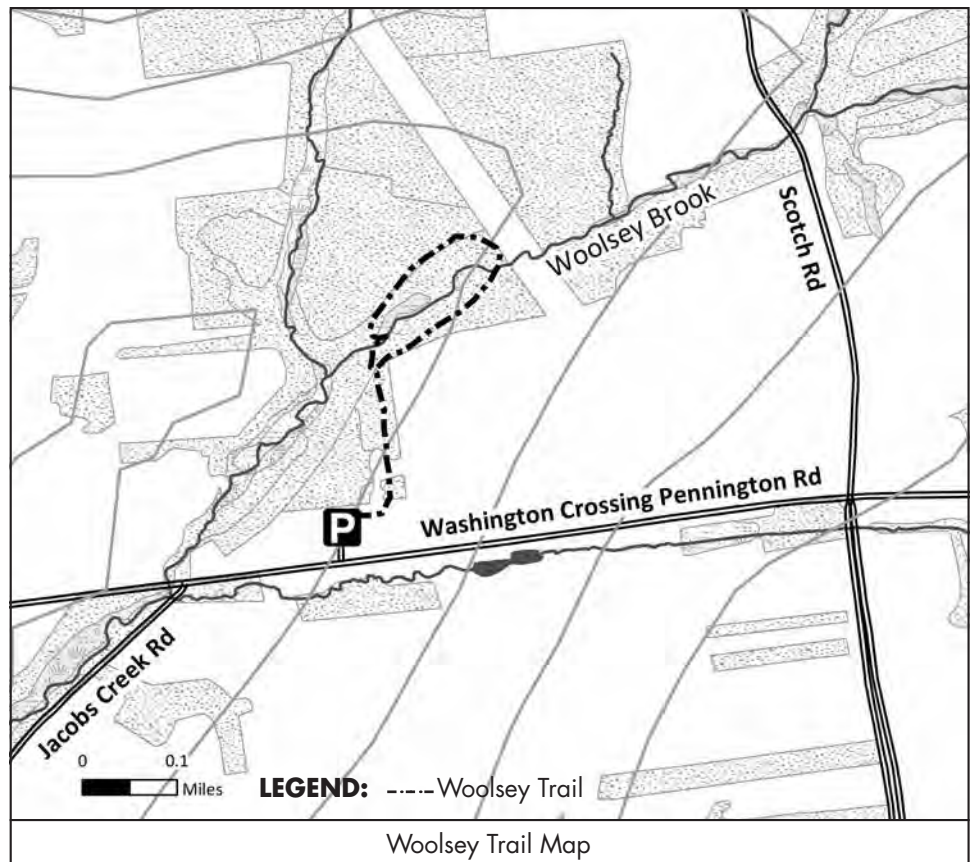 Woolsey Brook
Scotch Rd
Washington Crossing Pennington Rd
P
Jacobs Creek Rd
0 0.1
Miles
LEGEND: Woolsey Trail
Woolsey Trail Map